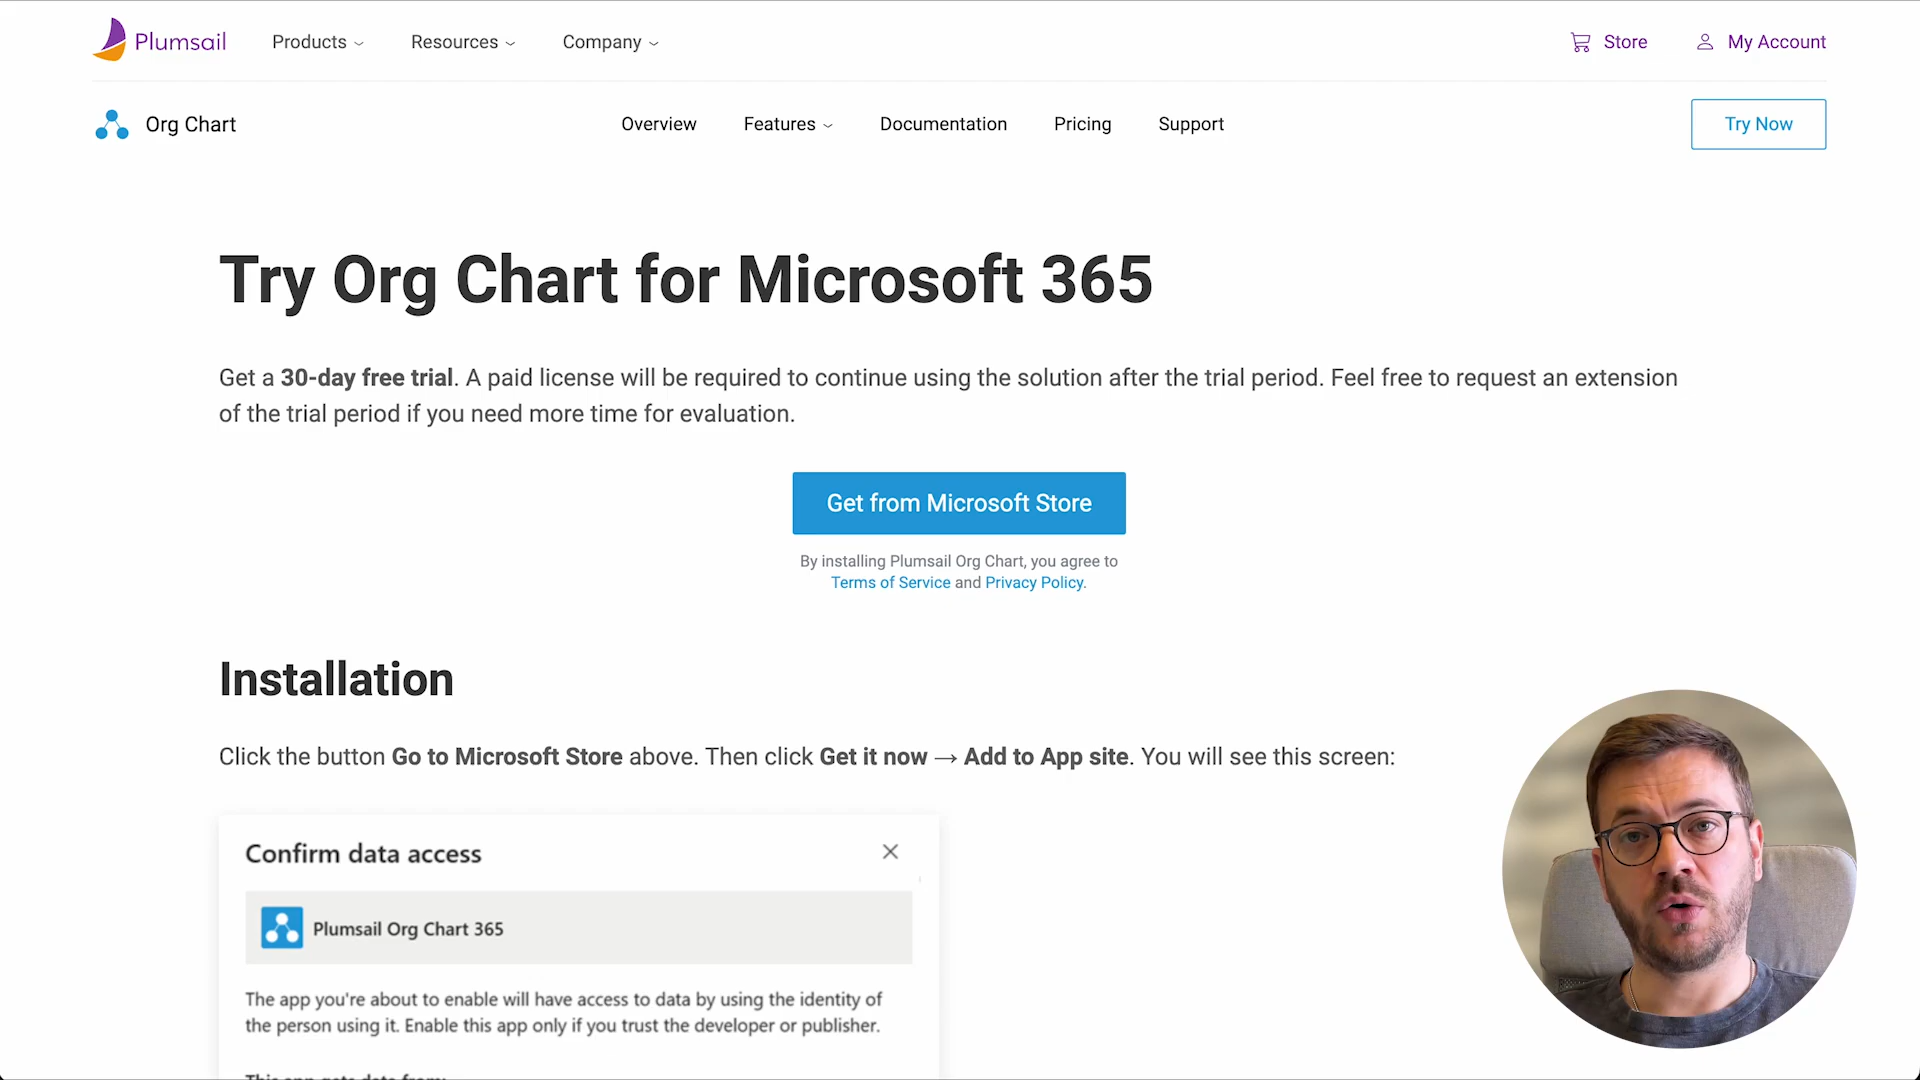 Plumsail
Products
Resources
Company
Store
My Account
Org Chart
Overview
Features
Documentation
Pricing
Support
Try Now
Try Org Chart for Microsoft 365
Get a 30-day free trial. A paid license will be required to continue using the solution after the trial period. Feel free to request an extension
of the trial period if you need more time for evaluation.
Get from Microsoft Store
By installing Plumsail Org Chart, you agree to
Terms of Service and Privacy Policy.
Installation
Click the button Go to Microsoft Store above. Then click Get it now → Add to App site. You will see this screen:
Confirm data access
Plumsail Org Chart 365
The app you're about to enable will have access to data by using the identity of
the person using it. Enable this app only if you trust the developer or publisher.
This app gets data from: